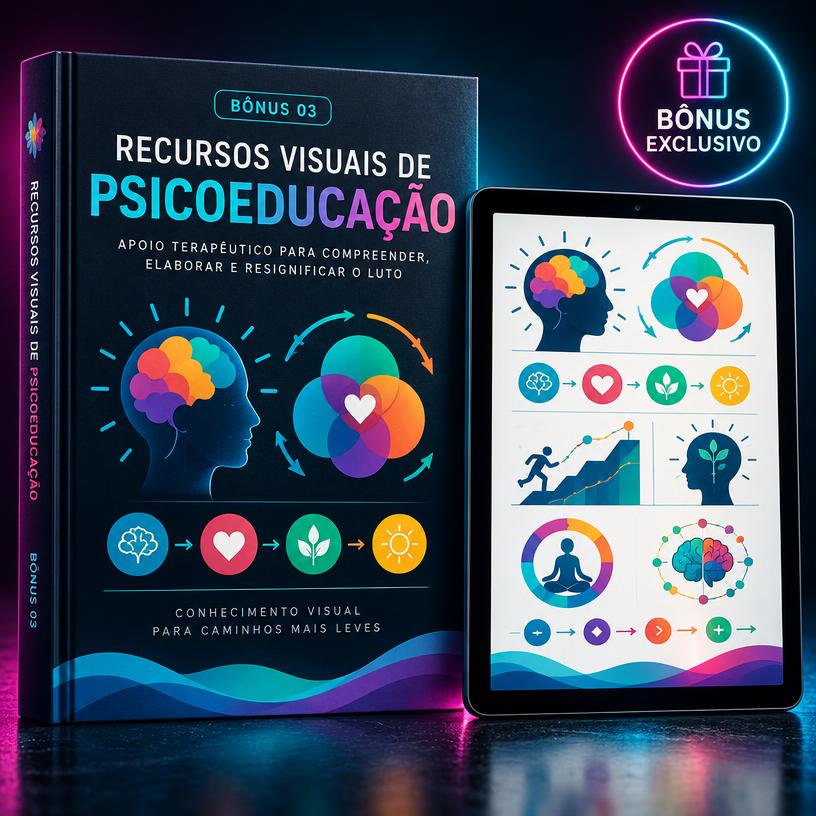 BÔNUS 03
RECURSOS VISUAIS DE
PSICOEDUCAÇÃO
APOIO TERAPÊUTICO PARA COMPREENDER,
ELABORAR E RESIGNIFICAR O LUTO
CONHECIMENTO VISUAL
PARA CAMINHOS MAIS LEVES
RECURSOS VISUAIS DE PSICOEDUCAÇÃO
BÔNUS 03
BÔNUS
EXCLUSIVO